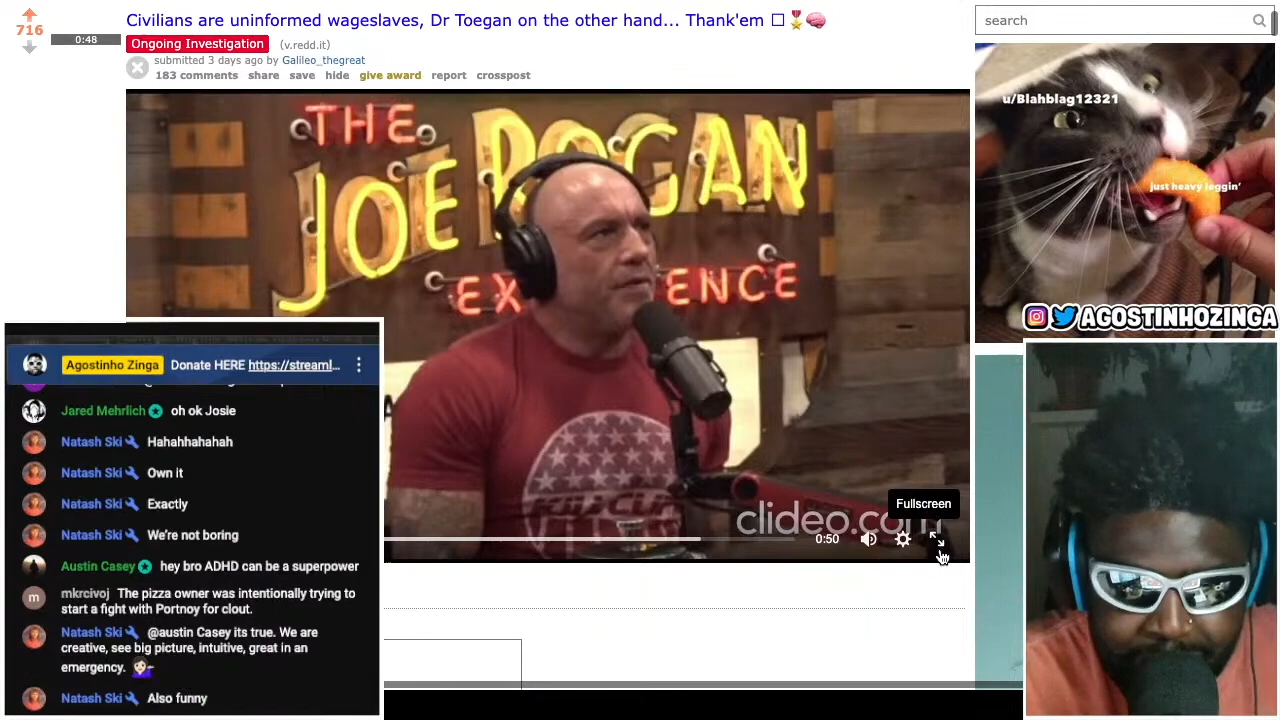 716
0:48
Civilians are uninformed wageslaves, Dr Toegan on the other hand... Thank'em □🎖🧠
Ongoing Investigation (v.redd.it)
submitted 3 days ago by Galileo_thegreat
183 comments share save hide give award report crosspost
search
THE
JOE ROGAN
u/Blahblag12321
just heavy leggin'
AGOSTINHOZINGA
Agostinho Zinga Donate HERE https://streaml...
Jared Mehrlich oh ok Josie
Natash Ski Hahahhahahah
Natash Ski Own it
Natash Ski Exactly
Natash Ski We're not boring
Austin Casey hey bro ADHD can be a superpower
m mkrcivoj The pizza owner was intentionally trying to
start a fight with Portnoy for clout.
Natash Ski @austin Casey its true. We are
creative, see big picture, intuitive, great in an
emergency. 💁🏻‍♀️
Natash Ski Also funny
Fullscreen
clideo.com
0:50